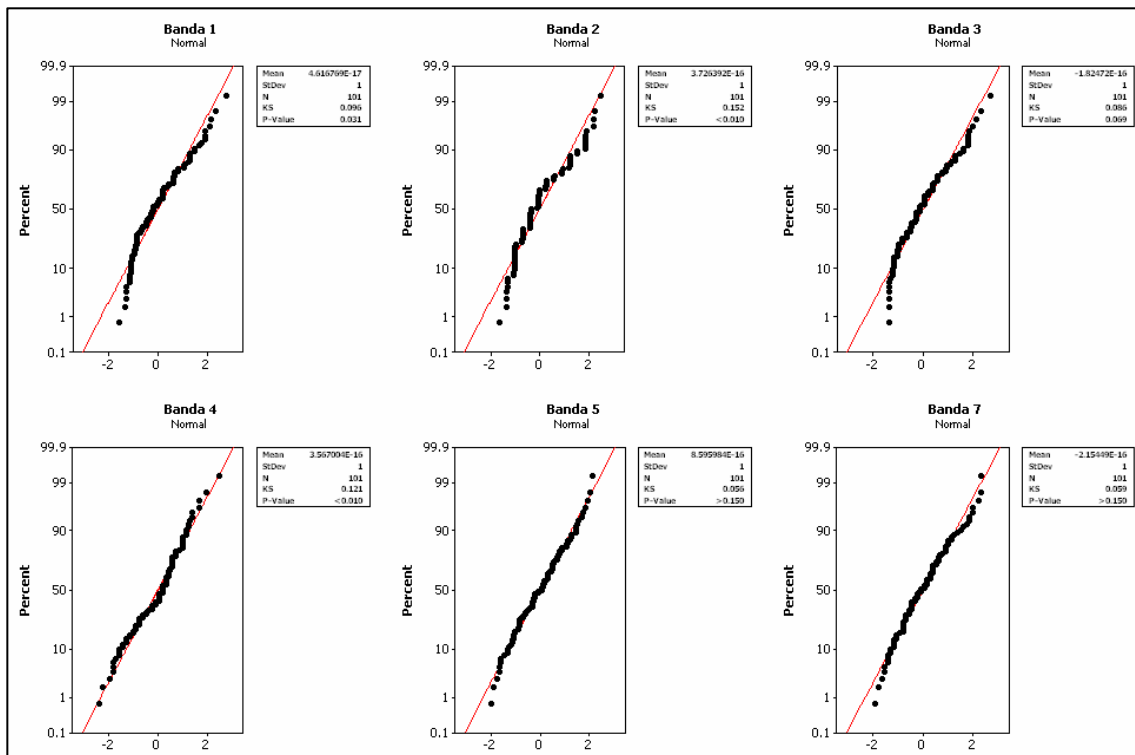 Banda 1
Normal
99.9
99
90
50
10
1
0.1
Percent
-2 0 2
Mean 4.616769E-17
StDev 1
N 101
KS 0.096
P-Value 0.031
Banda 2
Normal
99.9
99
90
50
10
1
0.1
Percent
-2 0 2
Mean 3.726392E-16
StDev 1
N 101
KS 0.152
P-Value <0.010
Banda 3
Normal
99.9
99
90
50
10
1
0.1
Percent
-2 0 2
Mean -1.82472E-16
StDev 1
N 101
KS 0.086
P-Value 0.069
Banda 4
Normal
99.9
99
90
50
10
1
0.1
Percent
-2 0 2
Mean 3.567004E-16
StDev 1
N 101
KS 0.121
P-Value <0.010
Banda 5
Normal
99.9
99
90
50
10
1
0.1
Percent
-2 0 2
Mean 8.595984E-16
StDev 1
N 101
KS 0.056
P-Value >0.150
Banda 7
Normal
99.9
99
90
50
10
1
0.1
Percent
-2 0 2
Mean -2.15449E-16
StDev 1
N 101
KS 0.059
P-Value >0.150